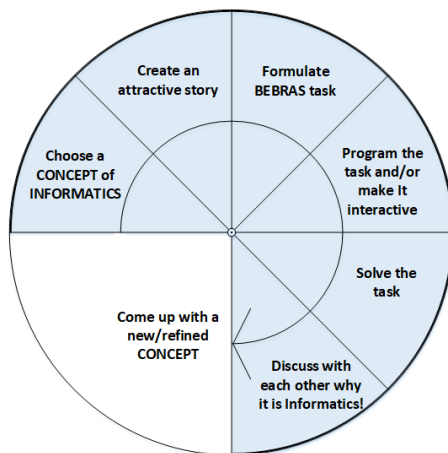 Create an
attractive story
Formulate
BEBRAS task
Choose a
CONCEPT of
INFORMATICS
Program the
task and/or
make It
interactive
Solve the
task
Come up with a
new/refined
CONCEPT
Discuss with
each other why
it is Informatics!